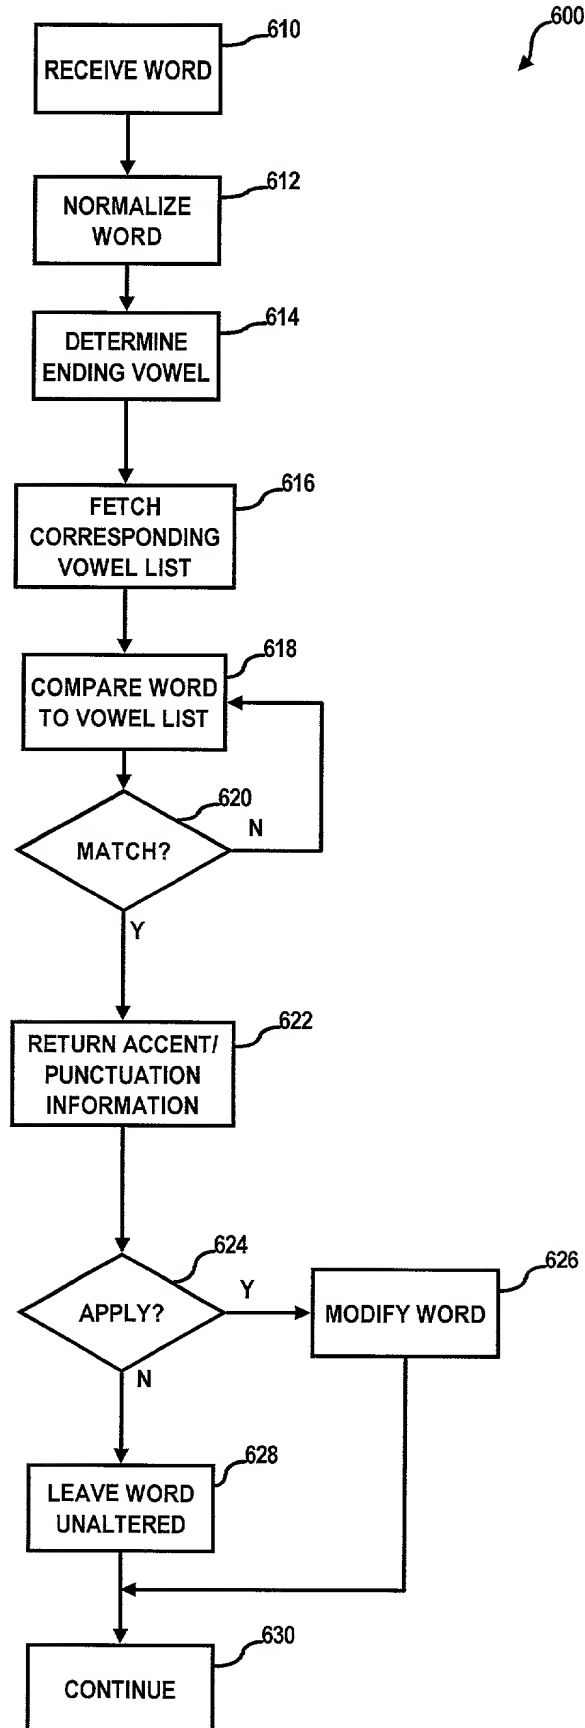 600
610
RECEIVE WORD
612
NORMALIZE
WORD
614
DETERMINE
ENDING VOWEL
616
FETCH
CORRESPONDING
VOWEL LIST
618
COMPARE WORD
TO VOWEL LIST
620
MATCH?
N
Y
622
RETURN ACCENT/
PUNCTUATION
INFORMATION
624
APPLY?
Y
N
626
MODIFY WORD
628
LEAVE WORD
UNALTERED
630
CONTINUE